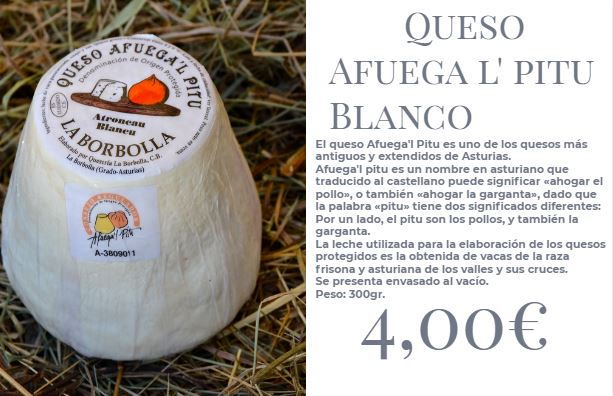 QUESO AFUEGA'L PITU
Denominación de Origen Protegida
Atroncau
Blancu
LA BORBOLLA
Elaborado por Quesería La Borbolla, C.B.
La Borbolla (Grado-Asturias)
Afuega'l Pitu
A-3809011
Queso
Afuega l' pitu
Blanco
El queso Afuega'l Pitu es uno de los quesos más
antiguos y extendidos de Asturias.
Afuega'l pitu es un nombre en asturiano que
traducido al castellano puede significar «ahogar el
pollo», o también «ahogar la garganta», dado que
la palabra «pitu» tiene dos significados diferentes:
Por un lado, el pitu son los pollos, y también la
garganta.
La leche utilizada para la elaboración de los quesos
protegidos es la obtenida de vacas de la raza
frisona y asturiana de los valles y sus cruces.
Se presenta envasado al vacío.
Peso: 300gr.
4,00€